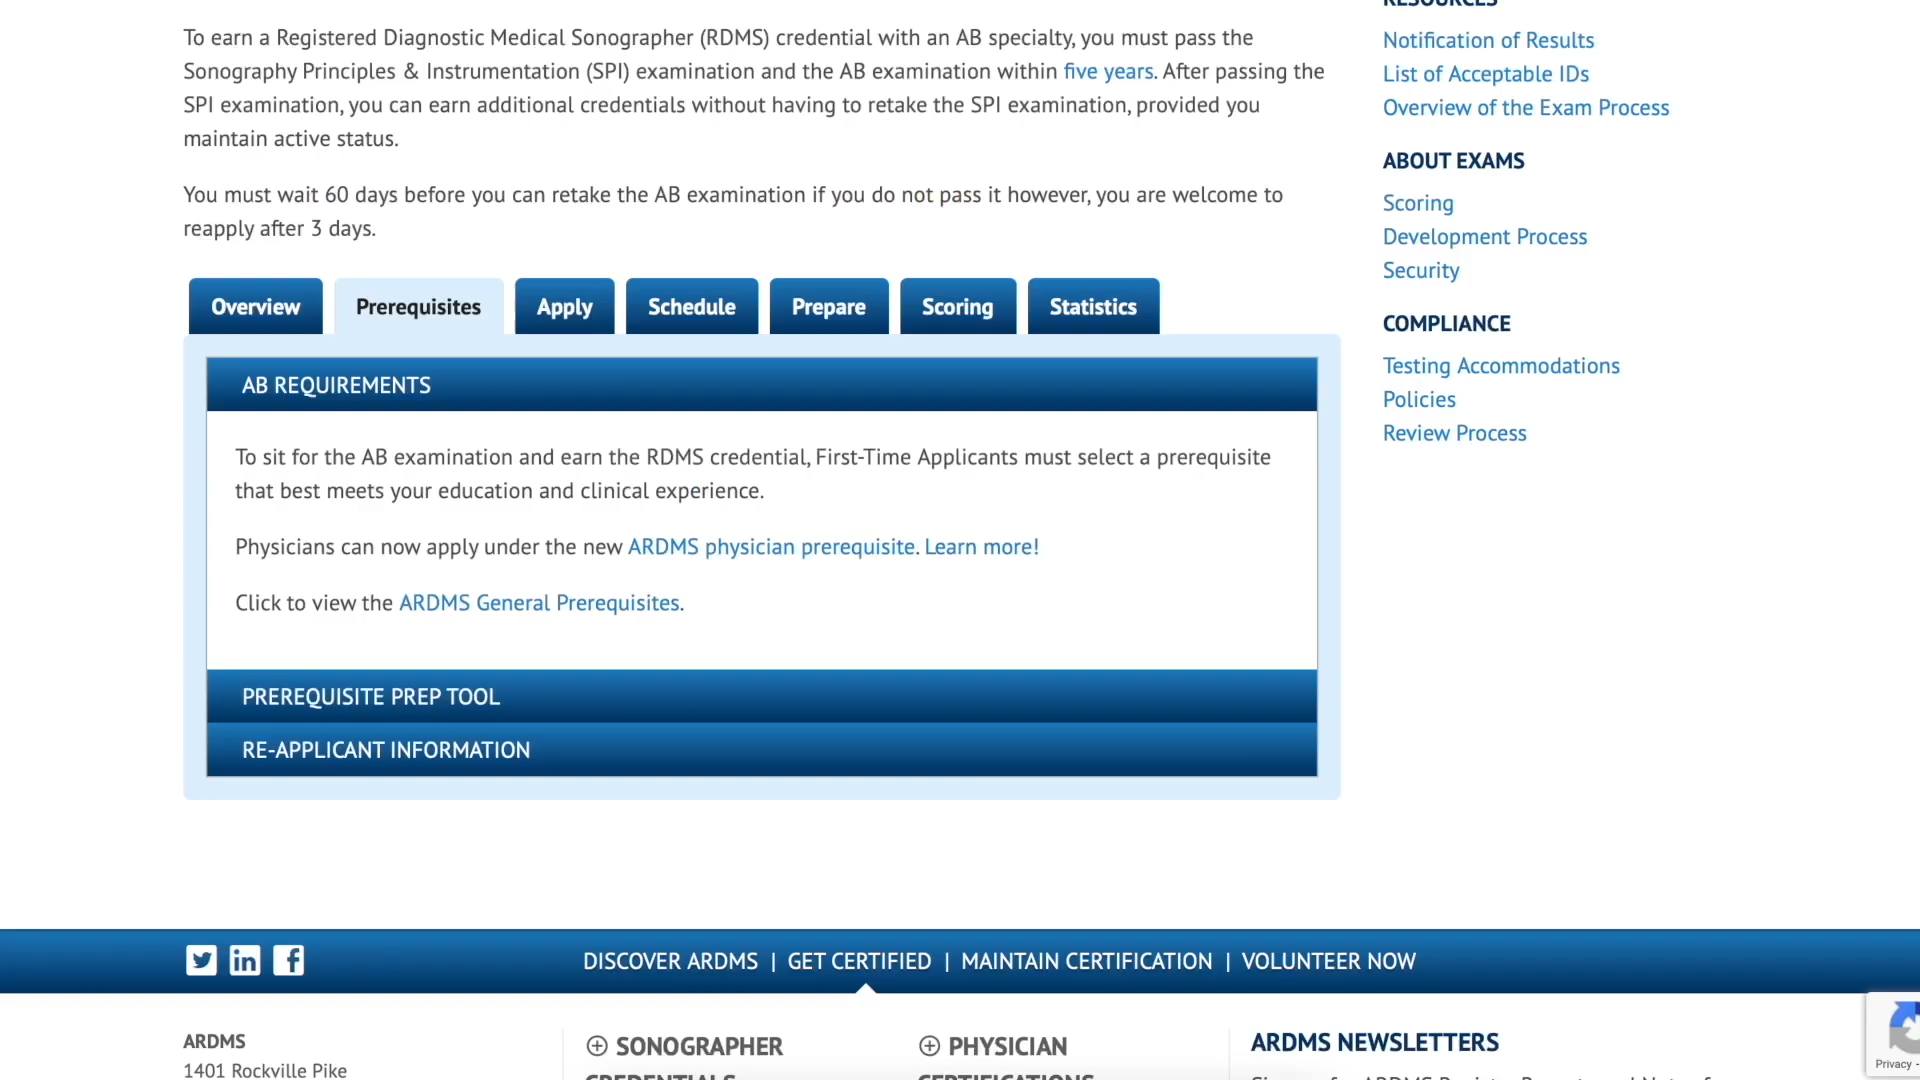 To earn a Registered Diagnostic Medical Sonographer (RDMS) credential with an AB specialty, you must pass the
Sonography Principles & Instrumentation (SPI) examination and the AB examination within five years. After passing the
SPI examination, you can earn additional credentials without having to retake the SPI examination, provided you
maintain active status.
You must wait 60 days before you can retake the AB examination if you do not pass it however, you are welcome to
reapply after 3 days.
Overview
Prerequisites
Apply
Schedule
Prepare
Scoring
Statistics
AB REQUIREMENTS
To sit for the AB examination and earn the RDMS credential, First-Time Applicants must select a prerequisite
that best meets your education and clinical experience.
Physicians can now apply under the new ARDMS physician prerequisite. Learn more!
Click to view the ARDMS General Prerequisites.
PREREQUISITE PREP TOOL
RE-APPLICANT INFORMATION
RESOURCES
Notification of Results
List of Acceptable IDs
Overview of the Exam Process
ABOUT EXAMS
Scoring
Development Process
Security
COMPLIANCE
Testing Accommodations
Policies
Review Process
DISCOVER ARDMS | GET CERTIFIED | MAINTAIN CERTIFICATION | VOLUNTEER NOW
ARDMS
1401 Rockville Pike
SONOGRAPHER
CREDENTIALS
PHYSICIAN
CERTIFICATIONS
ARDMS NEWSLETTERS
Privacy -